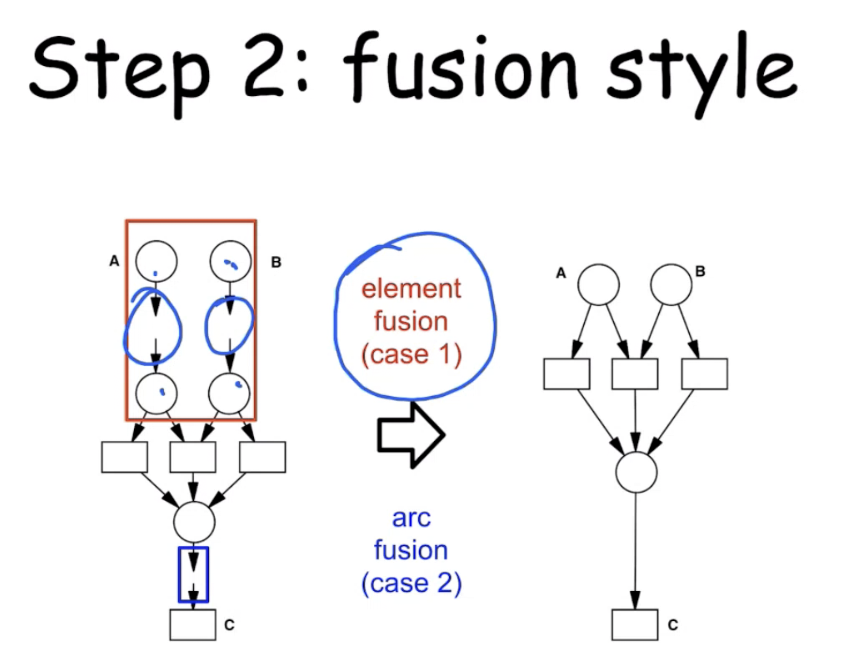 Step 2: fusion style
A
B
element
fusion
(case 1)
arc
fusion
(case 2)
C
A
B
C